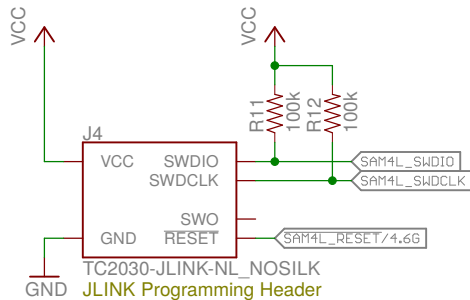 VCC
VCC
R11
100k
R12
100k
J4
VCC
SWDIO
SAM4L_SWDIO
SWDCLK
SAM4L_SWDCLK
SWO
GND
RESET
SAM4L_RESET/4.6G
GND
TC2030-JLINK-NL_NOSILK
JLINK Programming Header